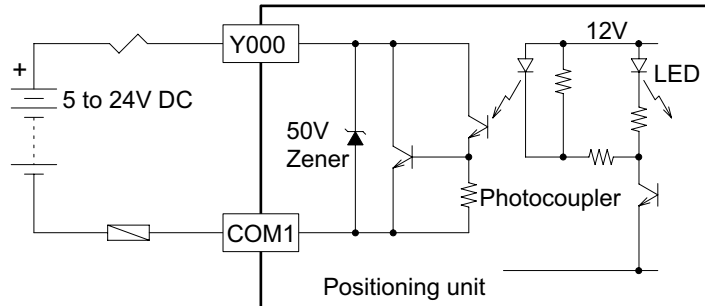 Y000
12V
+
5 to 24V DC
LED
50V
Zener
Photocoupler
COM1
Positioning unit